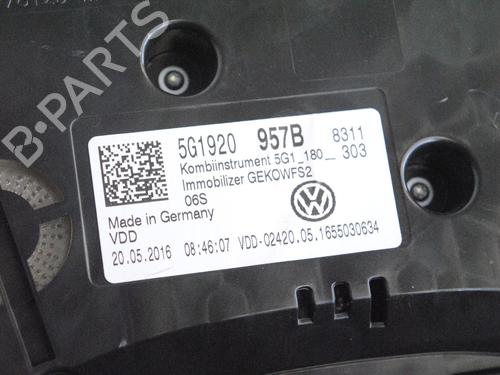 B-PARTS
5G1920 957B 8311
Kombiinstrument 5G1_180__ 303
Immobilizer GEKOWFS2
06S
Made in Germany
VDD
20.05.2016 08:46:07 VDD-02420.05.1655030634